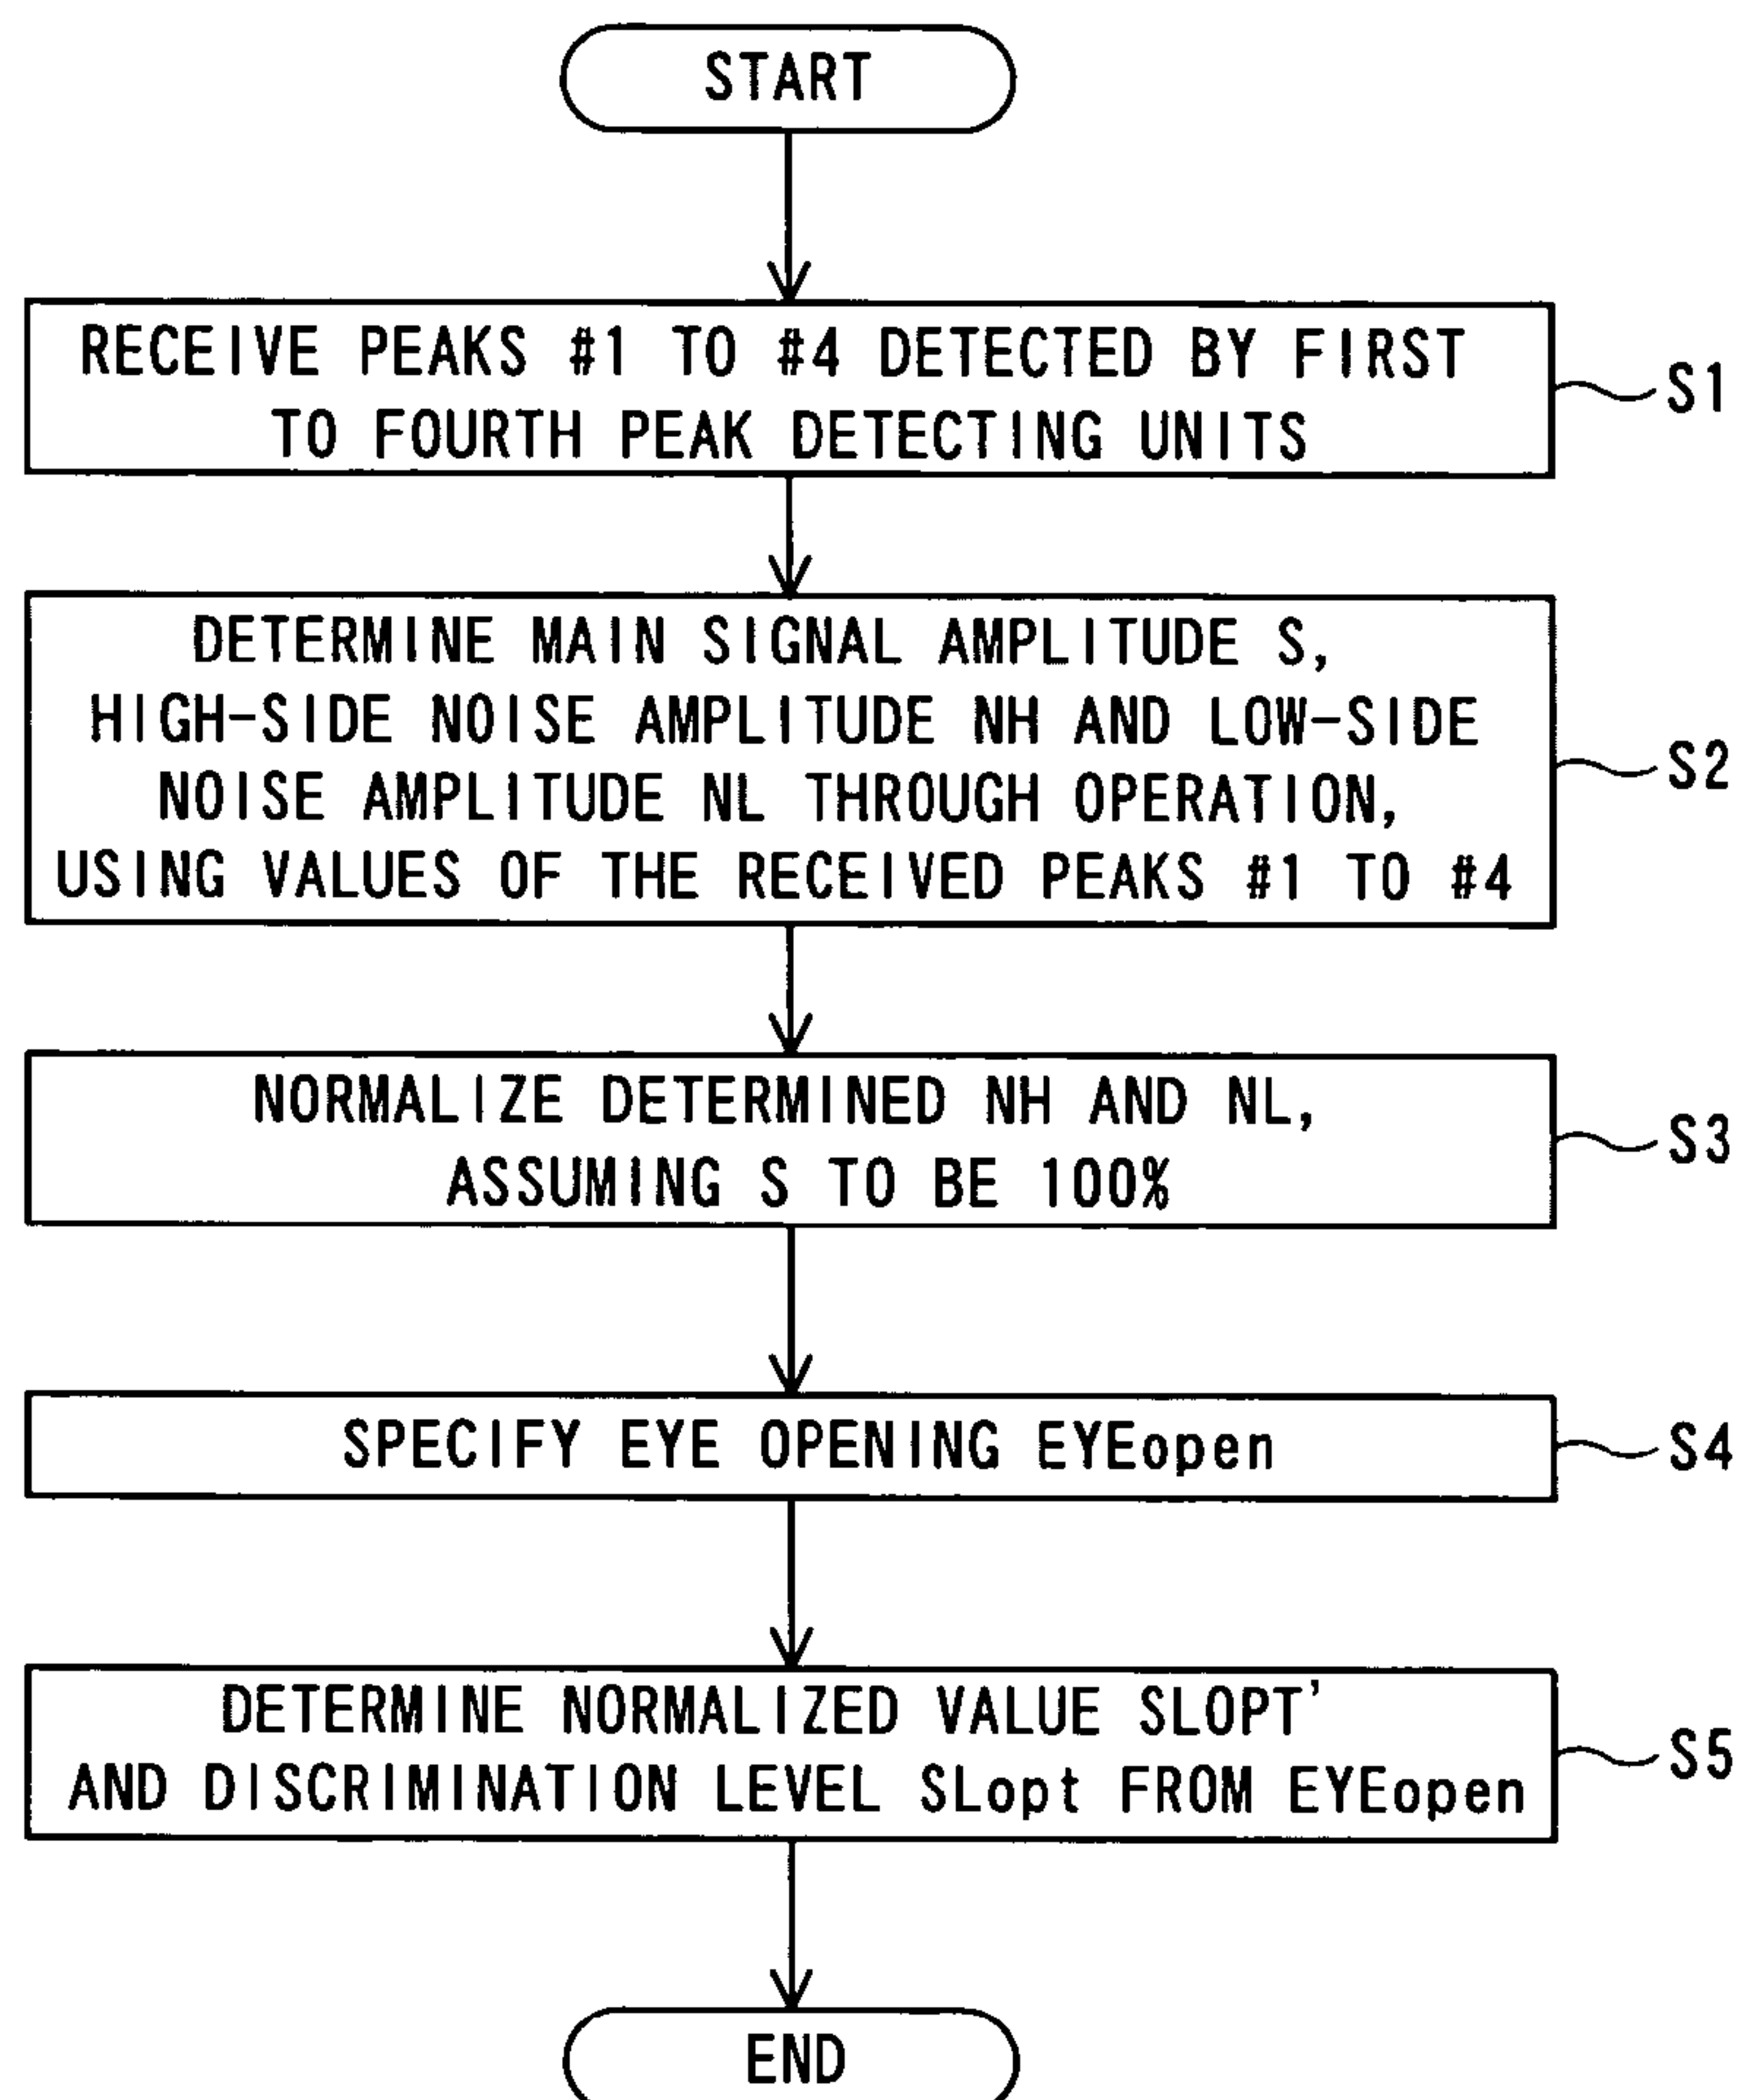 START
RECEIVE PEAKS #1 TO #4 DETECTED BY FIRST
TO FOURTH PEAK DETECTING UNITS
S1
DETERMINE MAIN SIGNAL AMPLITUDE S,
HIGH-SIDE NOISE AMPLITUDE NH AND LOW-SIDE
NOISE AMPLITUDE NL THROUGH OPERATION,
USING VALUES OF THE RECEIVED PEAKS #1 TO #4
S2
NORMALIZE DETERMINED NH AND NL,
ASSUMING S TO BE 100%
S3
SPECIFY EYE OPENING EYEopen
S4
DETERMINE NORMALIZED VALUE SLOPT'
AND DISCRIMINATION LEVEL SLopt FROM EYEopen
S5
END